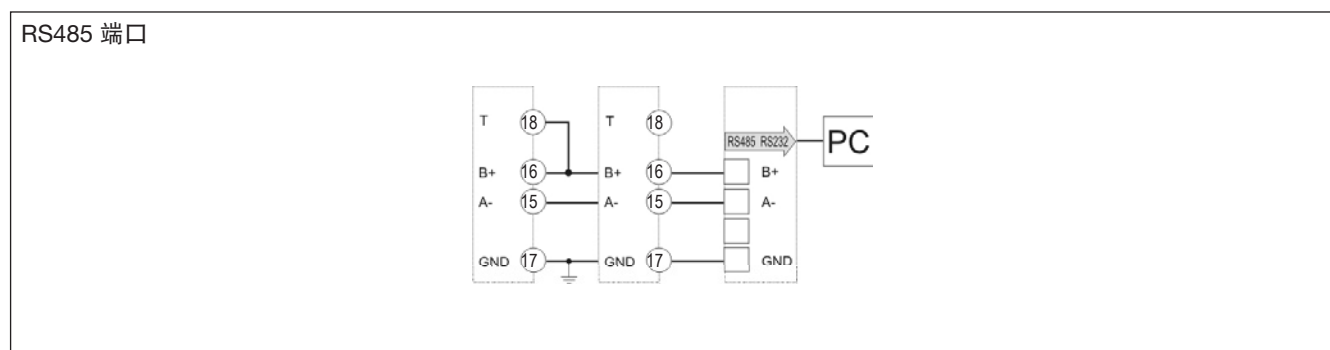 RS485 端口
T 18 T 18
RS485 RS232 PC
B+ 16 B+ 16 B+
A- 15 A- 15 A-
GND 17 GND 17 GND